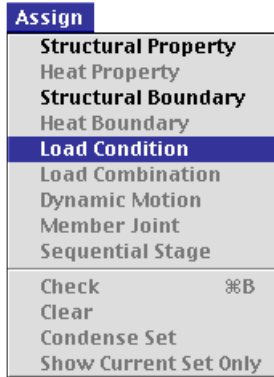 Assign
Structural Property
Heat Property
Structural Boundary
Heat Boundary
Load Condition
Load Combination
Dynamic Motion
Member Joint
Sequential Stage
Check ⌘B
Clear
Condense Set
Show Current Set Only